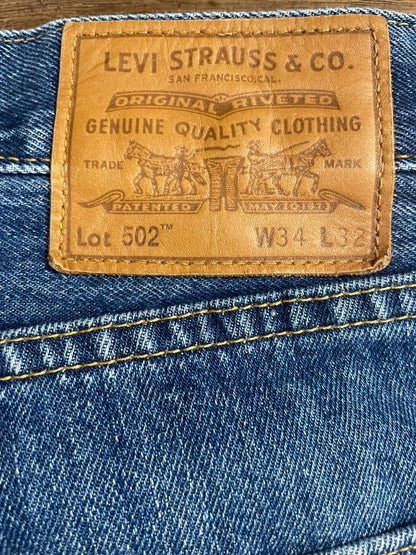 LEVI STRAUSS & CO.
SAN FRANCISCO, CAL.
ORIGINAL RIVETED
GENUINE QUALITY CLOTHING
TRADE MARK
PATENTED MAY 20 1873
Lot 502™ W34 L32